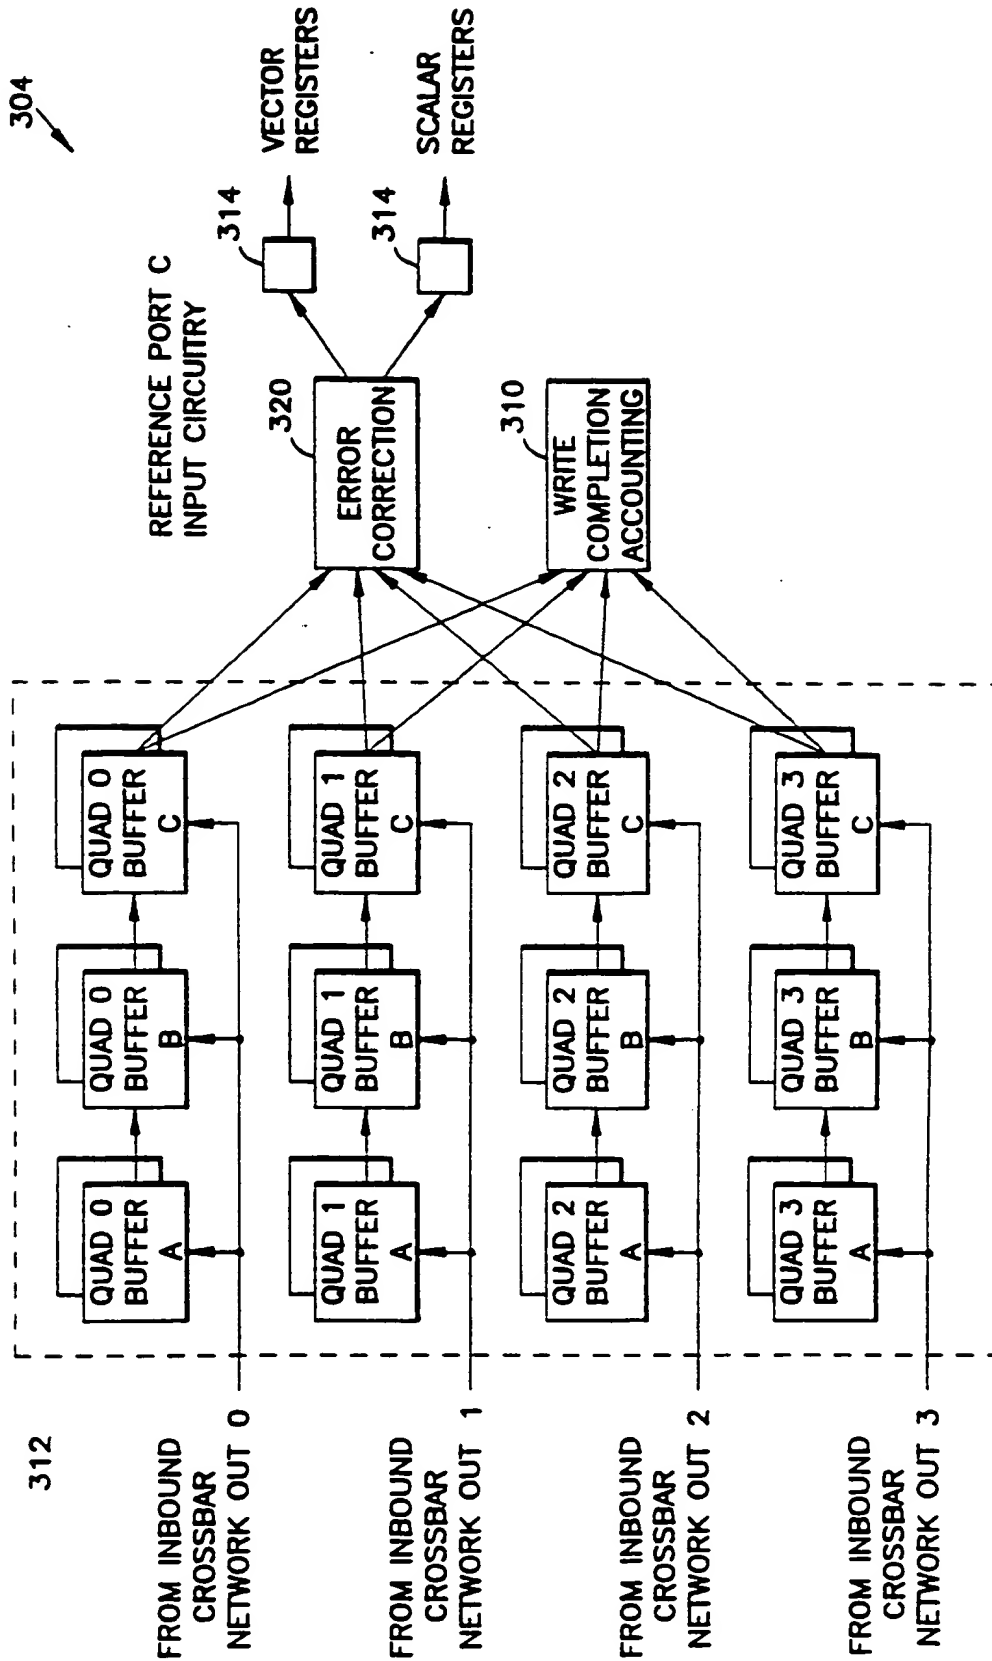 304
REFERENCE PORT C
INPUT CIRCUITRY
312
FROM INBOUND
CROSSBAR
NETWORK OUT 0
QUAD 0
BUFFER
A
QUAD 0
BUFFER
B
QUAD 0
BUFFER
C
FROM INBOUND
CROSSBAR
NETWORK OUT 1
QUAD 1
BUFFER
A
QUAD 1
BUFFER
B
QUAD 1
BUFFER
C
FROM INBOUND
CROSSBAR
NETWORK OUT 2
QUAD 2
BUFFER
A
QUAD 2
BUFFER
B
QUAD 2
BUFFER
C
FROM INBOUND
CROSSBAR
NETWORK OUT 3
QUAD 3
BUFFER
A
QUAD 3
BUFFER
B
QUAD 3
BUFFER
C
320
ERROR
CORRECTION
310
WRITE
COMPLETION
ACCOUNTING
314
VECTOR
REGISTERS
314
SCALAR
REGISTERS